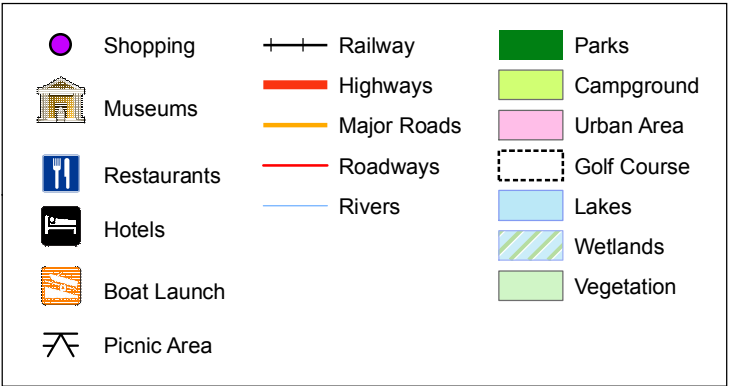 Shopping
Museums
Restaurants
Hotels
Boat Launch
Picnic Area
Railway
Highways
Major Roads
Roadways
Rivers
Parks
Campground
Urban Area
Golf Course
Lakes
Wetlands
Vegetation